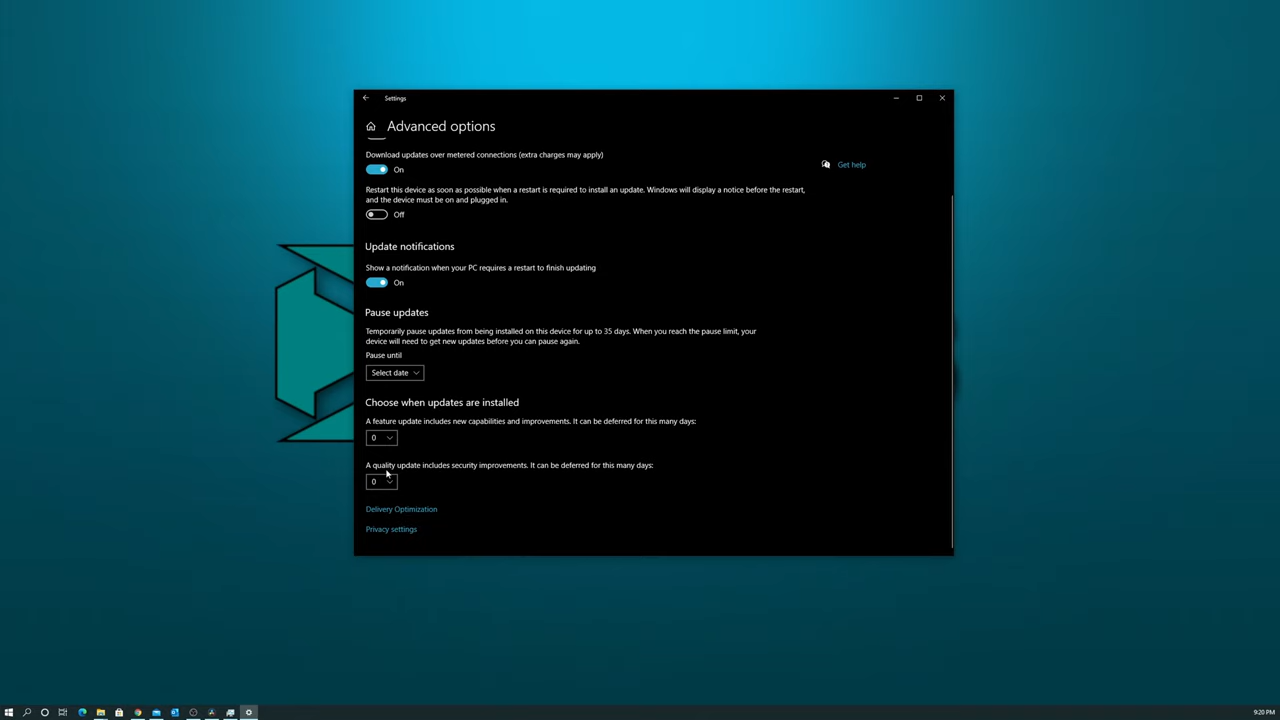 Settings
Advanced options
Download updates over metered connections (extra charges may apply)
On
Get help
Restart this device as soon as possible when a restart is required to install an update. Windows will display a notice before the restart,
and the device must be on and plugged in.
Off
Update notifications
Show a notification when your PC requires a restart to finish updating
On
Pause updates
Temporarily pause updates from being installed on this device for up to 35 days. When you reach the pause limit, your
device will need to get new updates before you can pause again.
Pause until
Select date
Choose when updates are installed
A feature update includes new capabilities and improvements. It can be deferred for this many days:
0
A quality update includes security improvements. It can be deferred for this many days:
0
Delivery Optimization
Privacy settings
9:20 PM